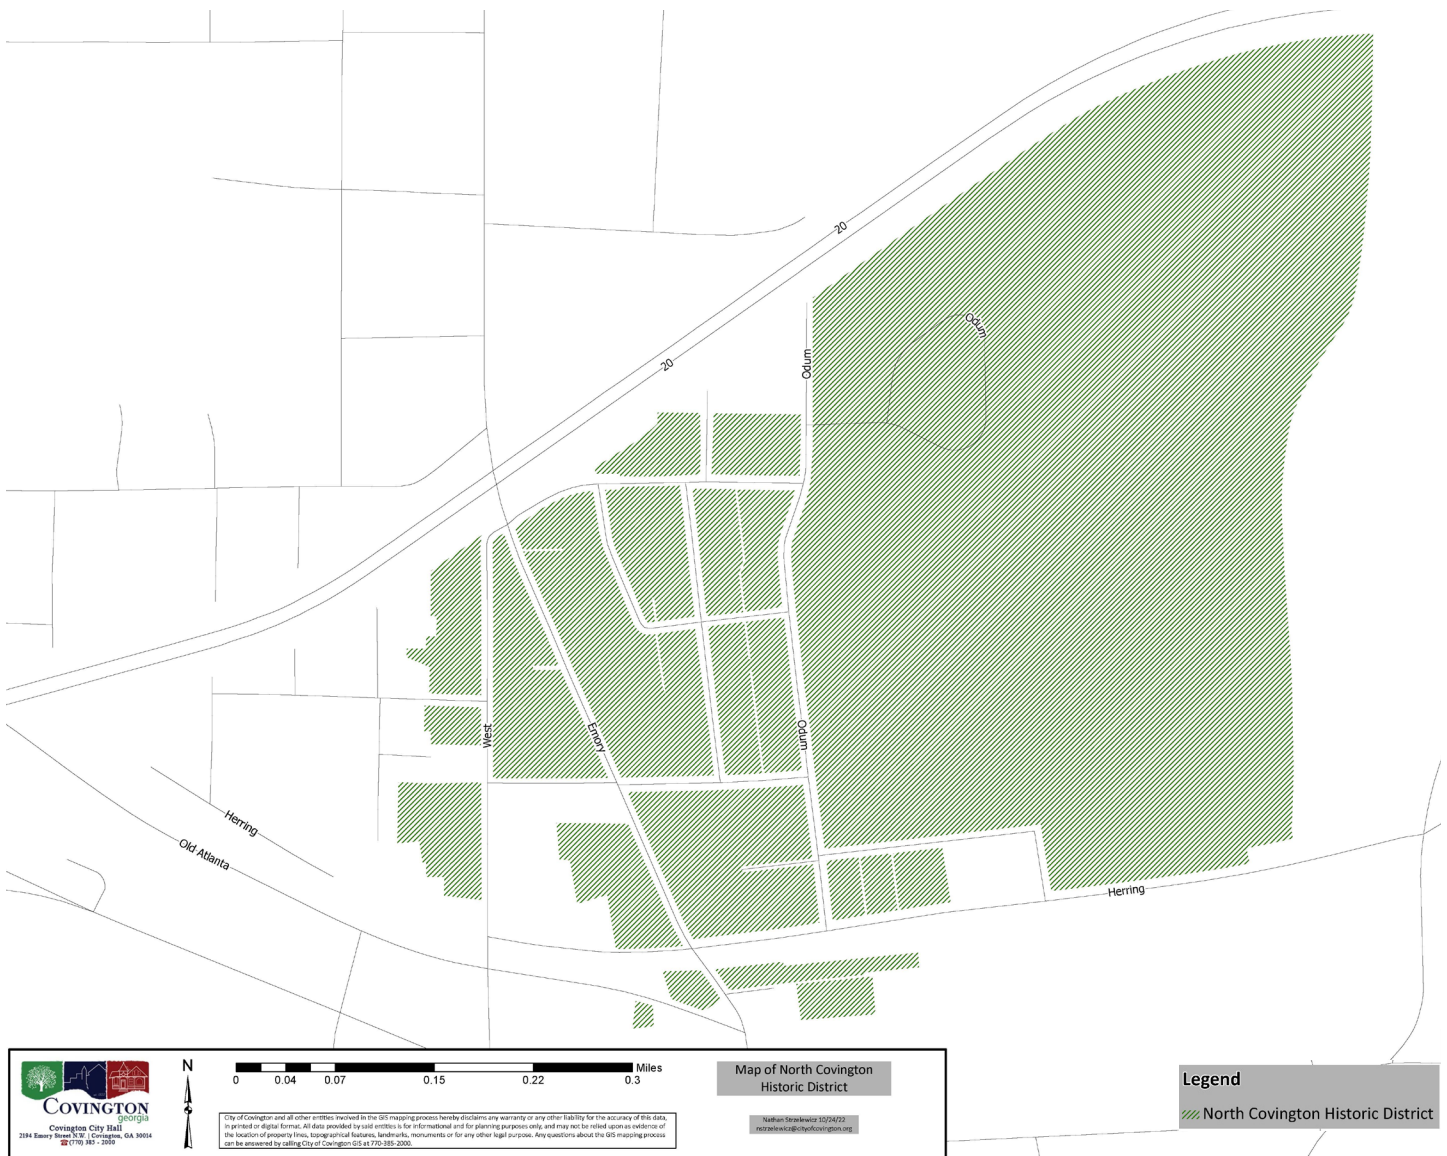 20
20
Odum
Odum
West
Emory
Odum
Herring
Old Atlanta
Herring
COVINGTON
georgia
Covington City Hall
2194 Emory Street N.W. | Covington, GA 30014
☎(770) 385 - 2000
N
0 0.04 0.07 0.15 0.22 0.3 Miles
City of Covington and all other entities involved in the GIS mapping process hereby disclaims any warranty or any other liability for the accuracy of this data,
in printed or digital format. All data provided by said entities is for informational and for planning purposes only, and may not be relied upon as evidence of
the location of property lines, topographical features, landmarks, monuments or for any other legal purpose. Any questions about the GIS mapping process
can be answered by calling City of Covington GIS at 770-385-2000.
Map of North Covington
Historic District
Nathan Strzelewicz 10/24/22
nstrzelewicz@cityofcovington.org
Legend
North Covington Historic District